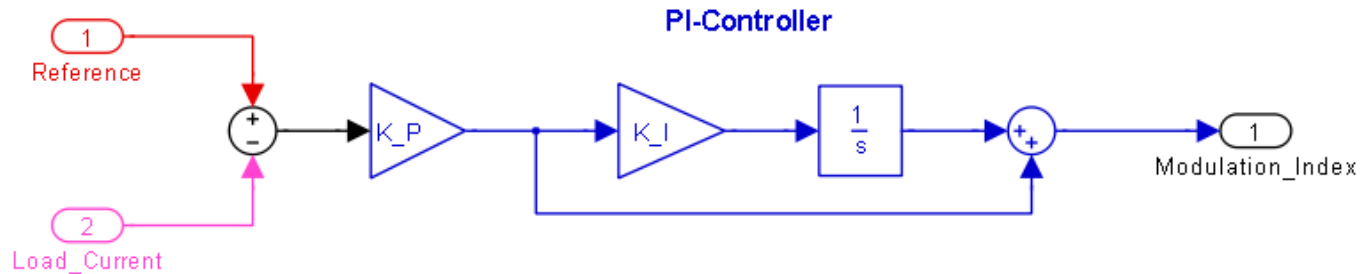 PI-Controller
1
Reference
+
−
K_P
K_I
1
s
+
+
1
Modulation_Index
2
Load_Current